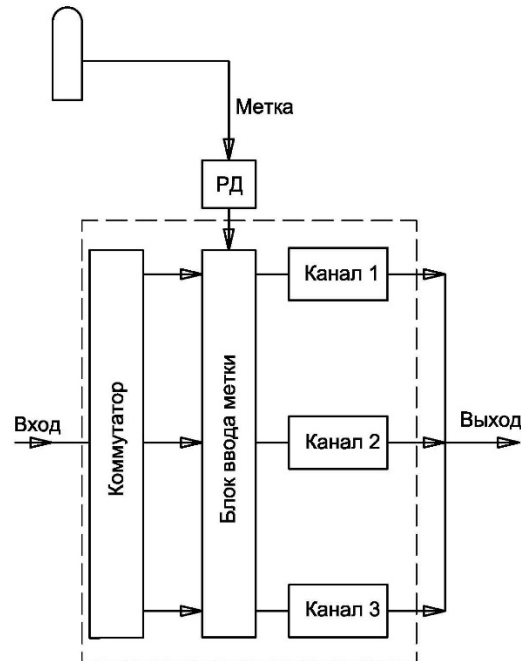 Метка
РД
Канал 1
Вход
Коммутатор
Блок ввода метки
Канал 2
Выход
Канал 3